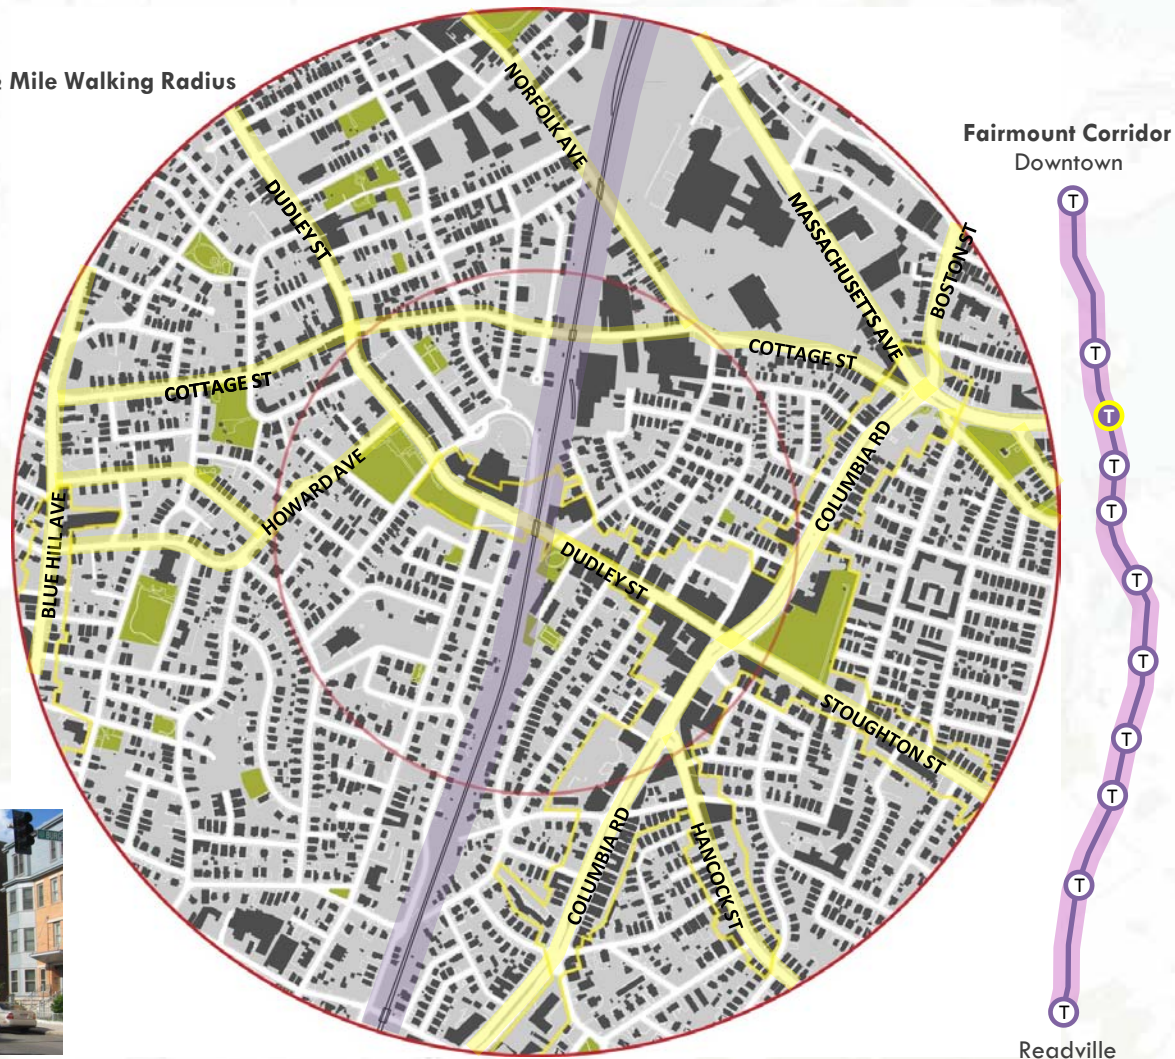 Mile Walking Radius
Fairmount Corridor
Downtown
NORFOLK AVE
DUDLEY ST
MASSACHUSETTS AVE
BOSTON ST
COTTAGE ST
COTTAGE ST
HOWARD AVE
COLUMBIA RD
BLUE HILL AVE
DUDLEY ST
STOUGHTON ST
COLUMBIA RD
HANCOCK ST
T
T
T
T
T
T
T
T
T
T
T
Readville